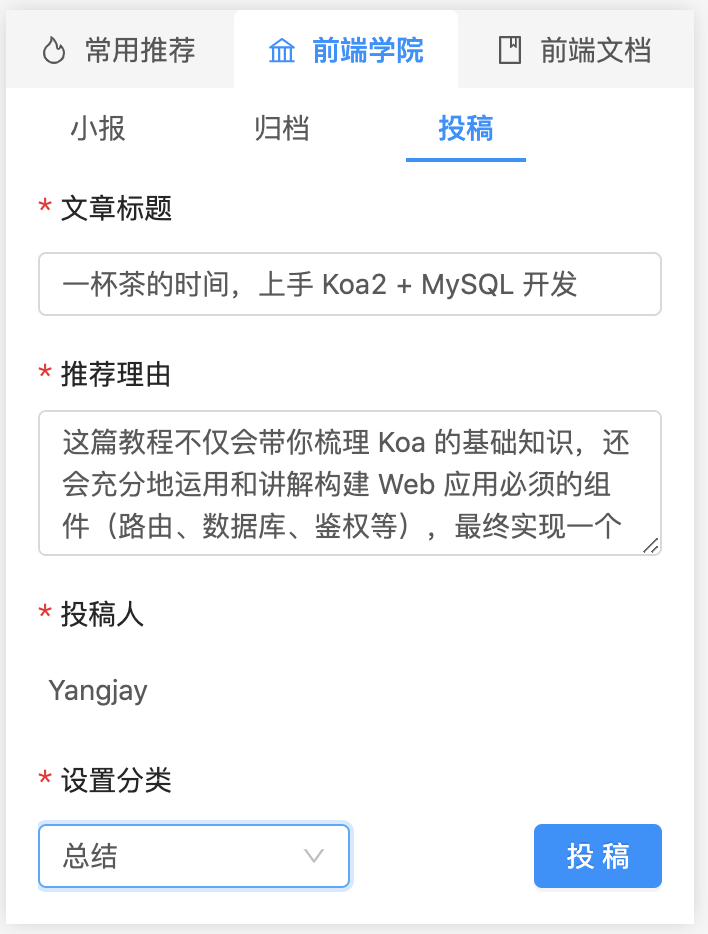 常用推荐 前端学院 前端文档
小报 归档 投稿
* 文章标题
一杯茶的时间，上手 Koa2 + MySQL 开发
* 推荐理由
这篇教程不仅会带你梳理 Koa 的基础知识，还
会充分地运用和讲解构建 Web 应用必须的组
件（路由、数据库、鉴权等），最终实现一个
* 投稿人
Yangjay
* 设置分类
总结 投 稿